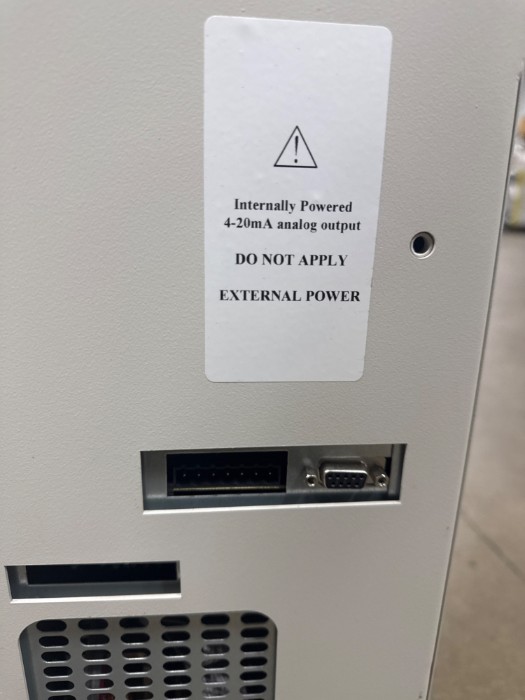 Internally Powered
4-20mA analog output
DO NOT APPLY
EXTERNAL POWER